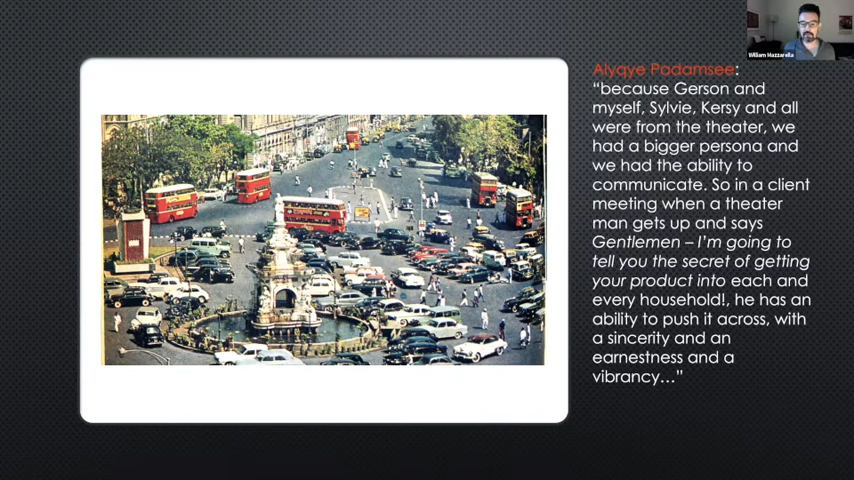 William Mazzarella
Alyqye Padamsee:
“because Gerson and
myself, Sylvie, Kersy and all
were from the theater, we
had a bigger persona and
we had the ability to
communicate. So in a client
meeting when a theater
man gets up and says
Gentlemen – I’m going to
tell you the secret of getting
your product into each and
every household!, he has an
ability to push it across, with
a sincerity and an
earnestness and a
vibrancy…”